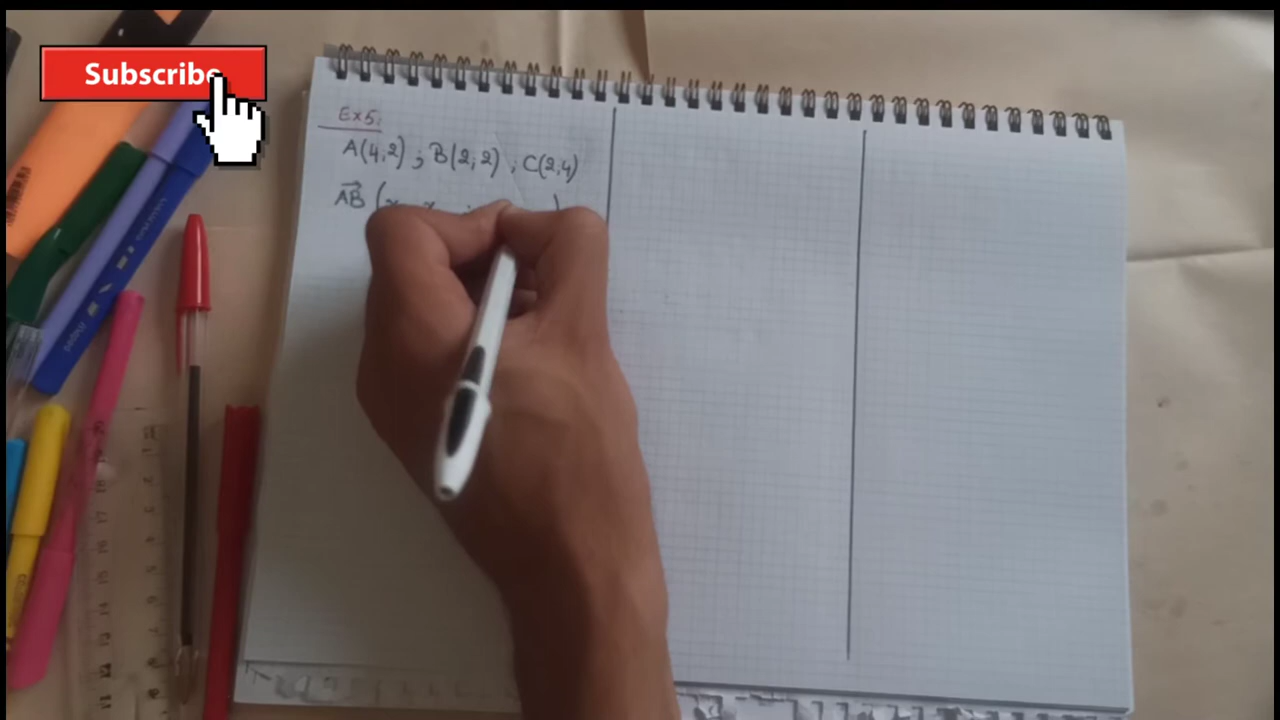 Subscribe
Ex5:
A(4;2) ; B(2;2) ; C(2;4)
AB (x x ; )